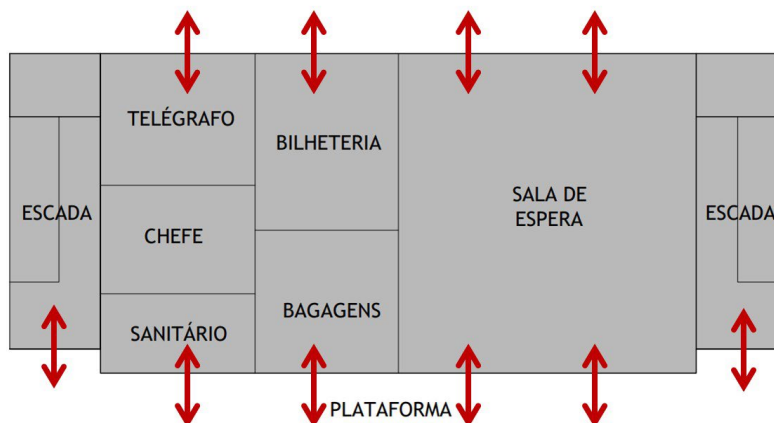 TELÉGRAFO
BILHETERIA
SALA DE
ESPERA
ESCADA
ESCADA
CHEFE
BAGAGENS
SANITÁRIO
PLATAFORMA